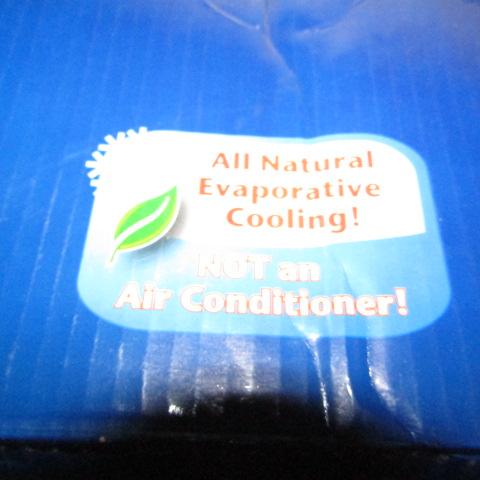 All Natural
Evaporative
Cooling!
NOT an
Air Conditioner!